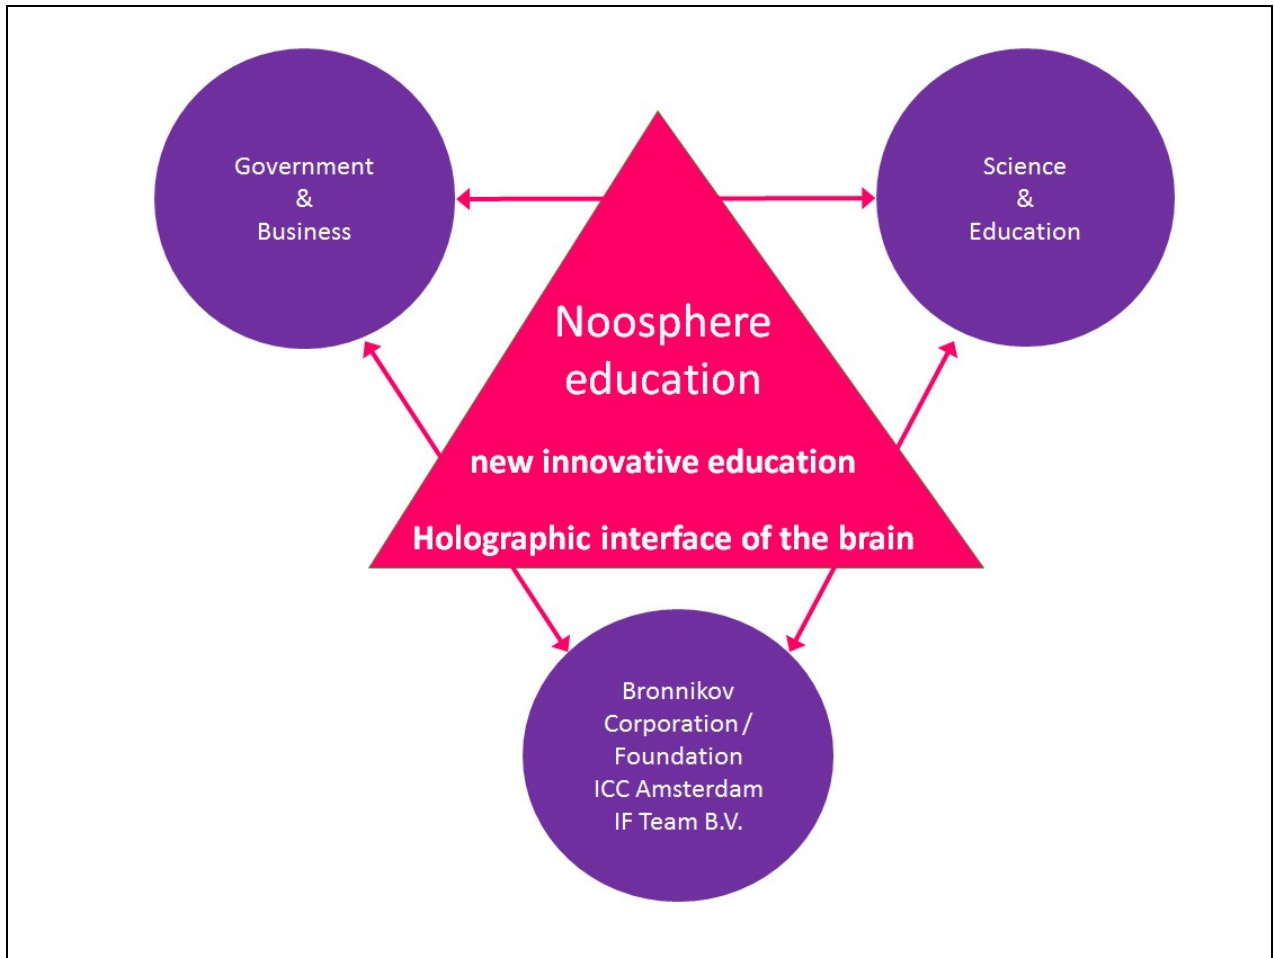 Government
&
Business
Science
&
Education
Noosphere
education
new innovative education
Holographic interface of the brain
Bronnikov
Corporation /
Foundation
ICC Amsterdam
IF Team B.V.